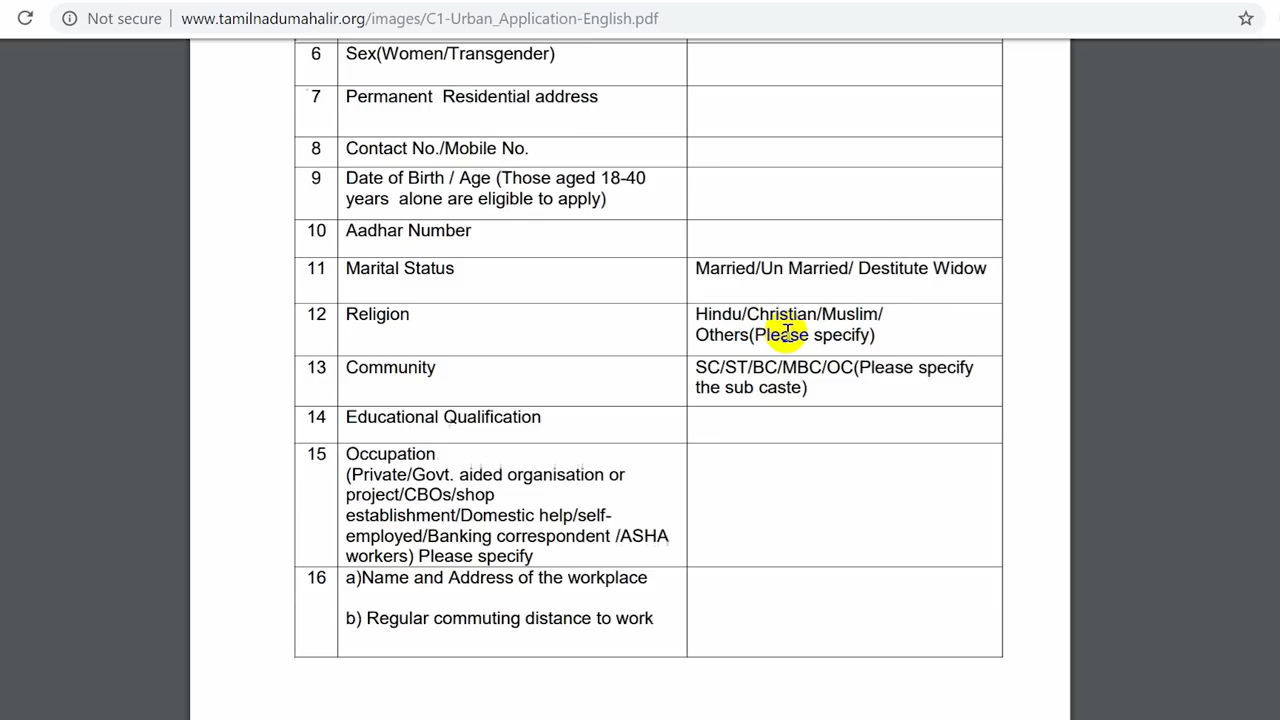 Not secure www.tamilnadumahalir.org/images/C1-Urban_Application-English.pdf
6 Sex(Women/Transgender)
7 Permanent Residential address
8 Contact No./Mobile No.
9 Date of Birth / Age (Those aged 18-40
years alone are eligible to apply)
10 Aadhar Number
11 Marital Status Married/Un Married/ Destitute Widow
12 Religion Hindu/Christian/Muslim/
Others(Please specify)
13 Community SC/ST/BC/MBC/OC(Please specify
the sub caste)
14 Educational Qualification
15 Occupation
(Private/Govt. aided organisation or
project/CBOs/shop
establishment/Domestic help/self-
employed/Banking correspondent /ASHA
workers) Please specify
16 a)Name and Address of the workplace
b) Regular commuting distance to work